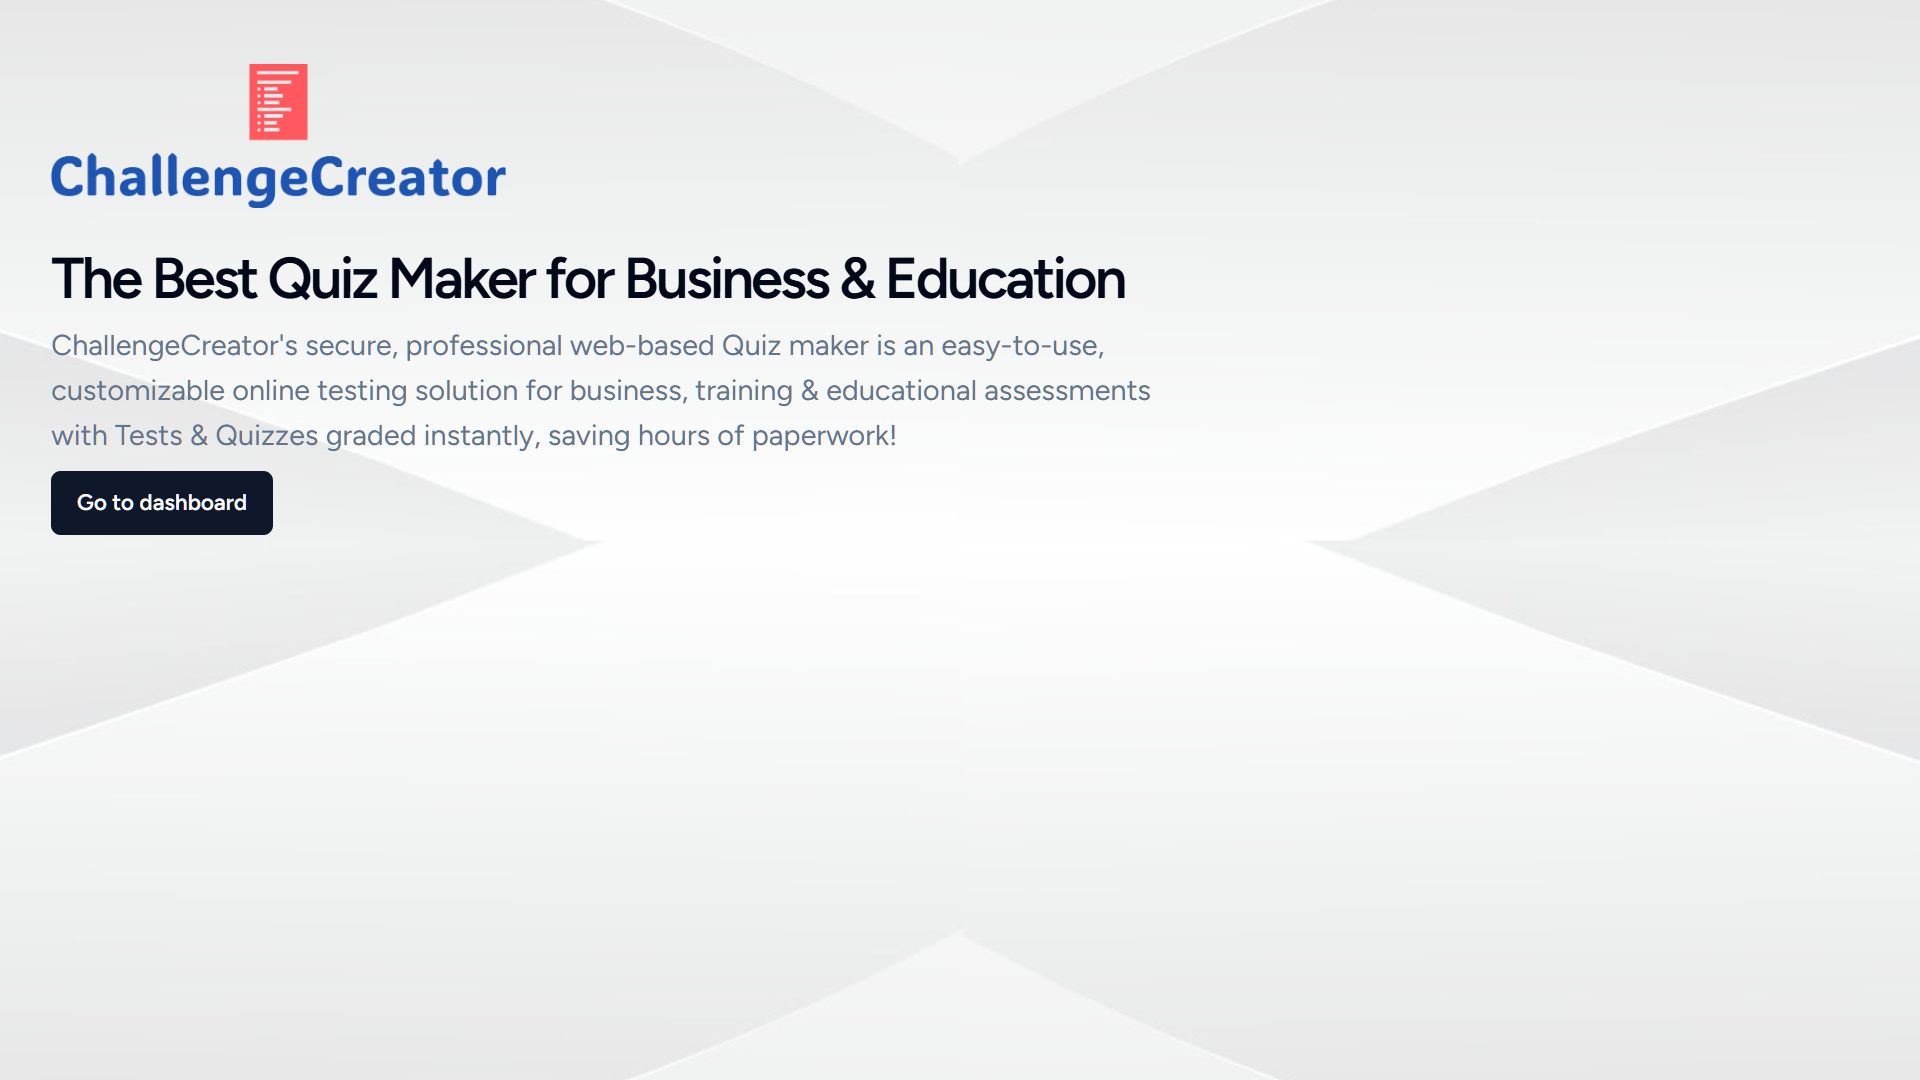 ChallengeCreator
The Best Quiz Maker for Business & Education
ChallengeCreator's secure, professional web-based Quiz maker is an easy-to-use,
customizable online testing solution for business, training & educational assessments
with Tests & Quizzes graded instantly, saving hours of paperwork!
Go to dashboard